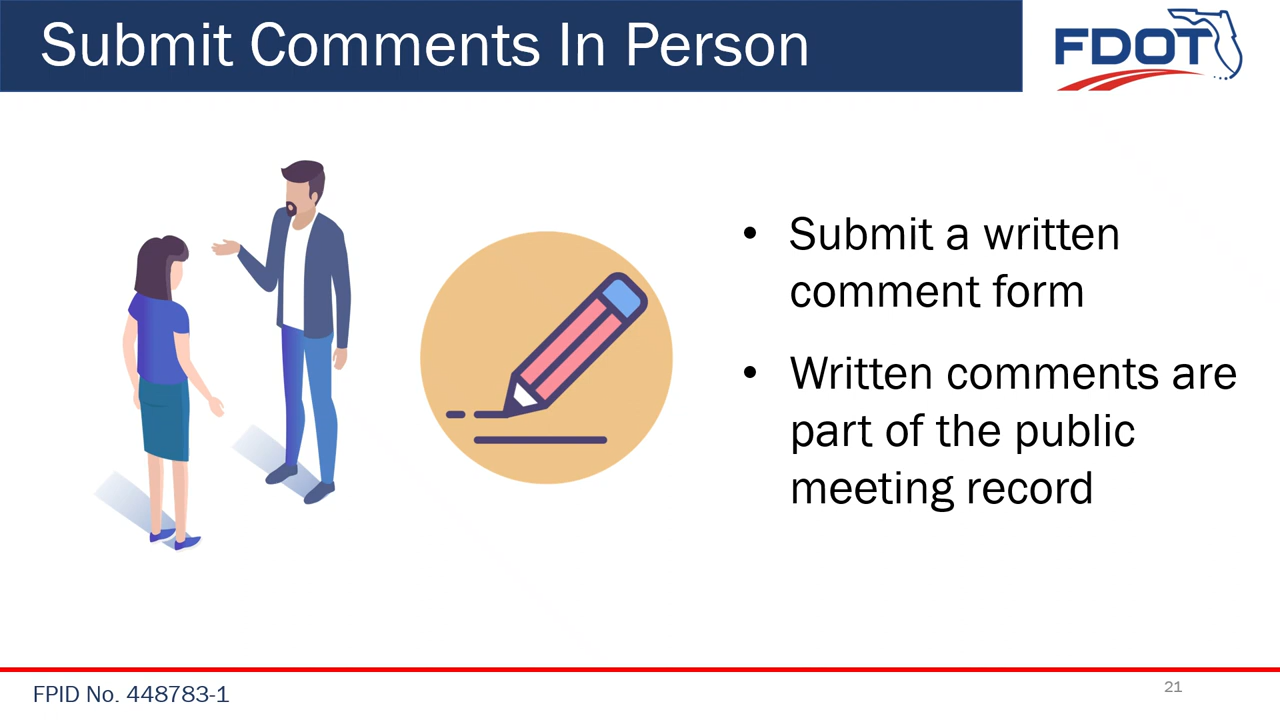 Submit Comments In Person
FDOT
• Submit a written
comment form
• Written comments are
part of the public
meeting record
FPID No. 448783-1
21